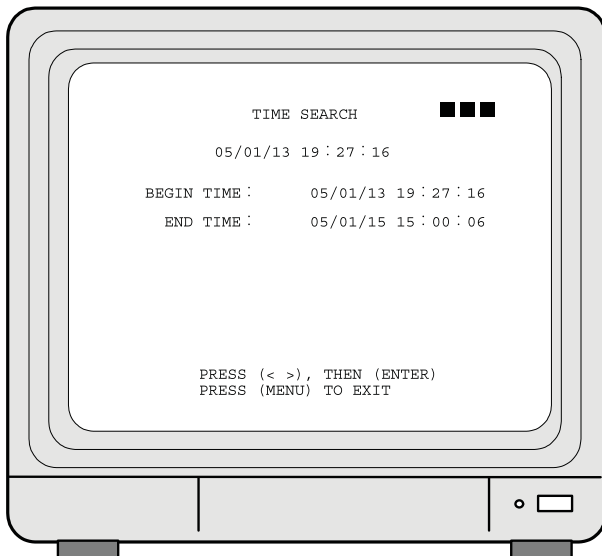 TIME SEARCH
05/01/13 19:27:16
BEGIN TIME: 05/01/13 19:27:16
END TIME: 05/01/15 15:00:06
PRESS (< >), THEN (ENTER)
PRESS (MENU) TO EXIT